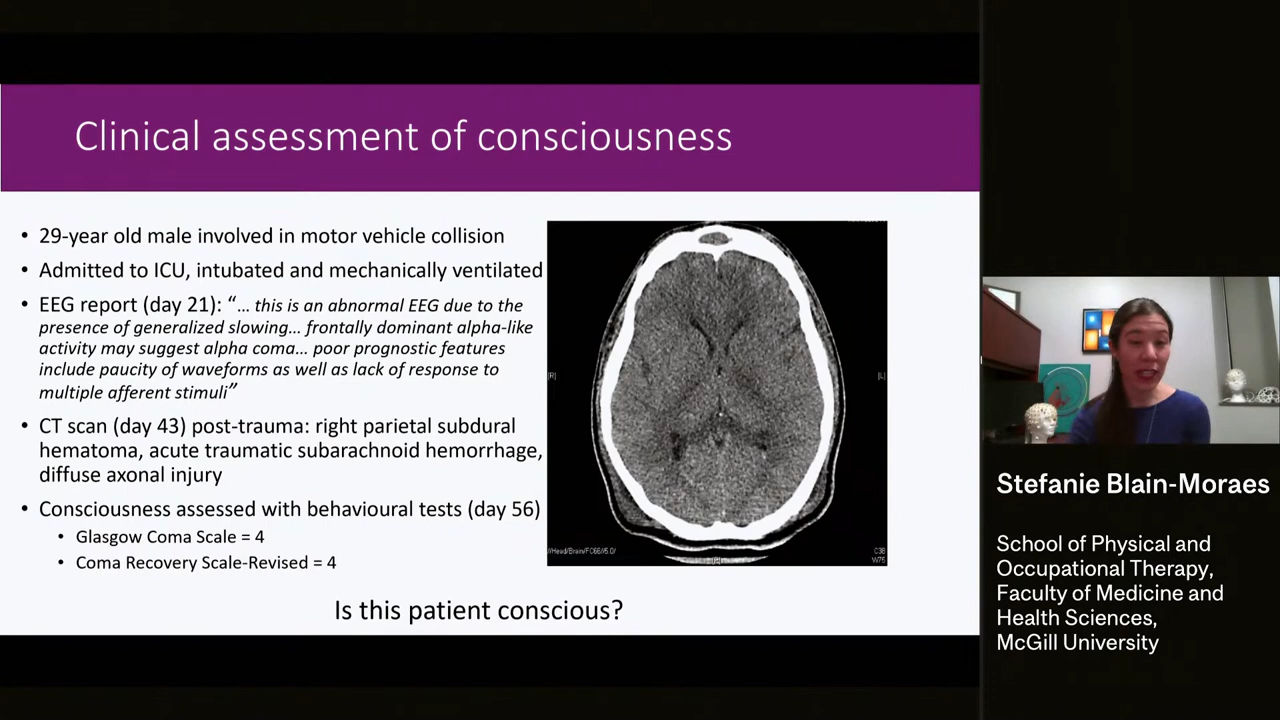 Clinical assessment of consciousness
• 29-year old male involved in motor vehicle collision
• Admitted to ICU, intubated and mechanically ventilated
• EEG report (day 21): “… this is an abnormal EEG due to the
presence of generalized slowing… frontally dominant alpha-like
activity may suggest alpha coma… poor prognostic features
include paucity of waveforms as well as lack of response to
multiple afferent stimuli”
• CT scan (day 43) post-trauma: right parietal subdural
hematoma, acute traumatic subarachnoid hemorrhage,
diffuse axonal injury
• Consciousness assessed with behavioural tests (day 56)
• Glasgow Coma Scale = 4
• Coma Recovery Scale-Revised = 4
[R]
[L]
C38
W75
Is this patient conscious?
Stefanie Blain-Moraes
School of Physical and
Occupational Therapy,
Faculty of Medicine and
Health Sciences,
McGill University